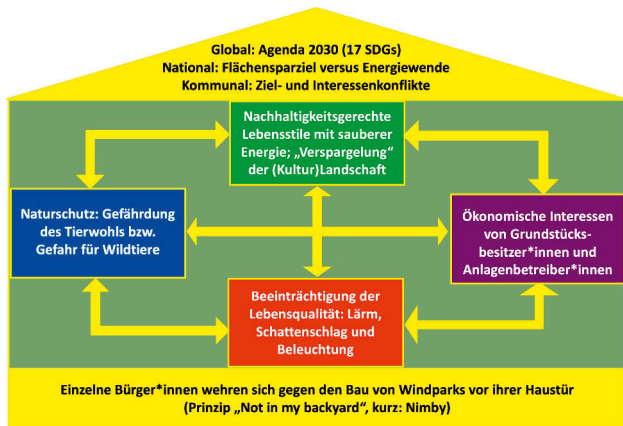 Global: Agenda 2030 (17 SDGs)
National: Flächensparziel versus Energiewende
Kommunal: Ziel- und Interessenkonflikte
Nachhaltigkeitsgerechte
Lebensstile mit sauberer
Energie; „Verspargelung“
der (Kultur)Landschaft
Naturschutz: Gefährdung
des Tierwohls bzw.
Gefahr für Wildtiere
Ökonomische Interessen
von Grundstücks-
besitzer*innen und
Anlagenbetreiber*innen
Beeinträchtigung der
Lebensqualität: Lärm,
Schattenschlag und
Beleuchtung
Einzelne Bürger*innen wehren sich gegen den Bau von Windparks vor ihrer Haustür
(Prinzip „Not in my backyard“, kurz: Nimby)